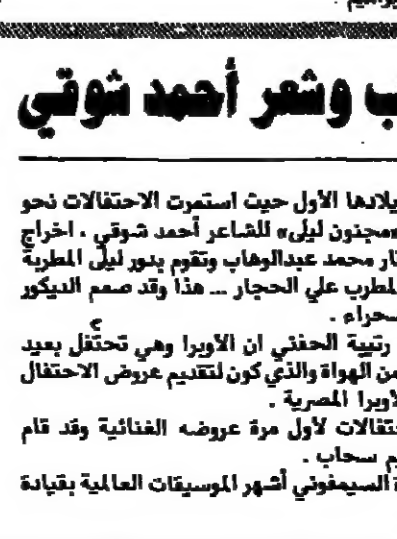 ب وشعر أحمد شوقي
يلادها الأول حيث استمرت الاحتفالات نحو
«مجنون ليلى» للشاعر أحمد شوقي ، اخراج
ار محمد عبدالوهاب وتقوم بدور ليلى المطربة
لمطرب علي الحجار ... هذا وقد صمم الديكور
سحراء .
رتيبة الحفني ان الاوبرا وهي تحتفل بعيد
من الهواة والذي كون لتقديم عروض الاحتفال
لاوبرا المصرية .
حتفالات لأول مرة عروضه الغنائية وقد قام
م سحاب .
ة السيمفوني أشهر الموسيقات العالمية بقيادة